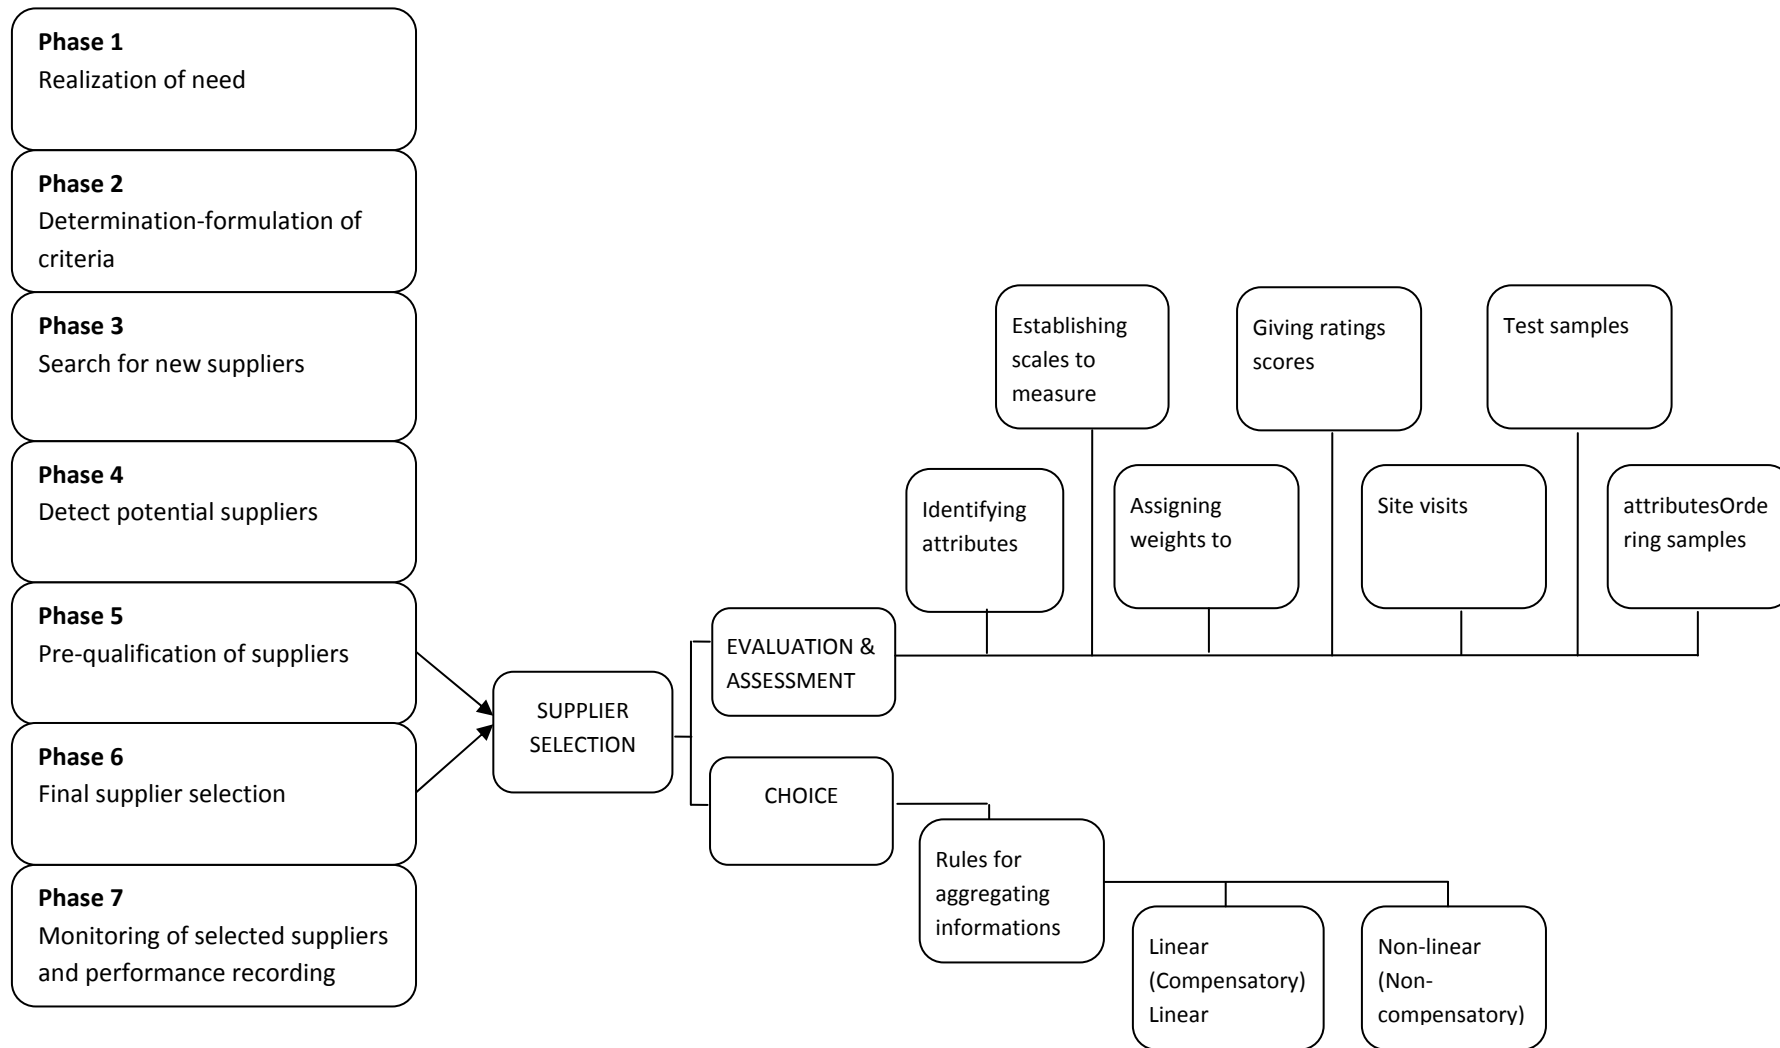 Phase 1
Realization of need
Phase 2
Determination-formulation of
criteria
Phase 3
Search for new suppliers
Phase 4
Detect potential suppliers
Phase 5
Pre-qualification of suppliers
Phase 6
Final supplier selection
Phase 7
Monitoring of selected suppliers
and performance recording
SUPPLIER
SELECTION
EVALUATION &
ASSESSMENT
CHOICE
Identifying
attributes
Establishing
scales to
measure
Assigning
weights to
Giving ratings
scores
Site visits
Test samples
attributesOrde
ring samples
Rules for
aggregating
informations
Linear
(Compensatory)
Linear
Non-linear
(Non-
compensatory)